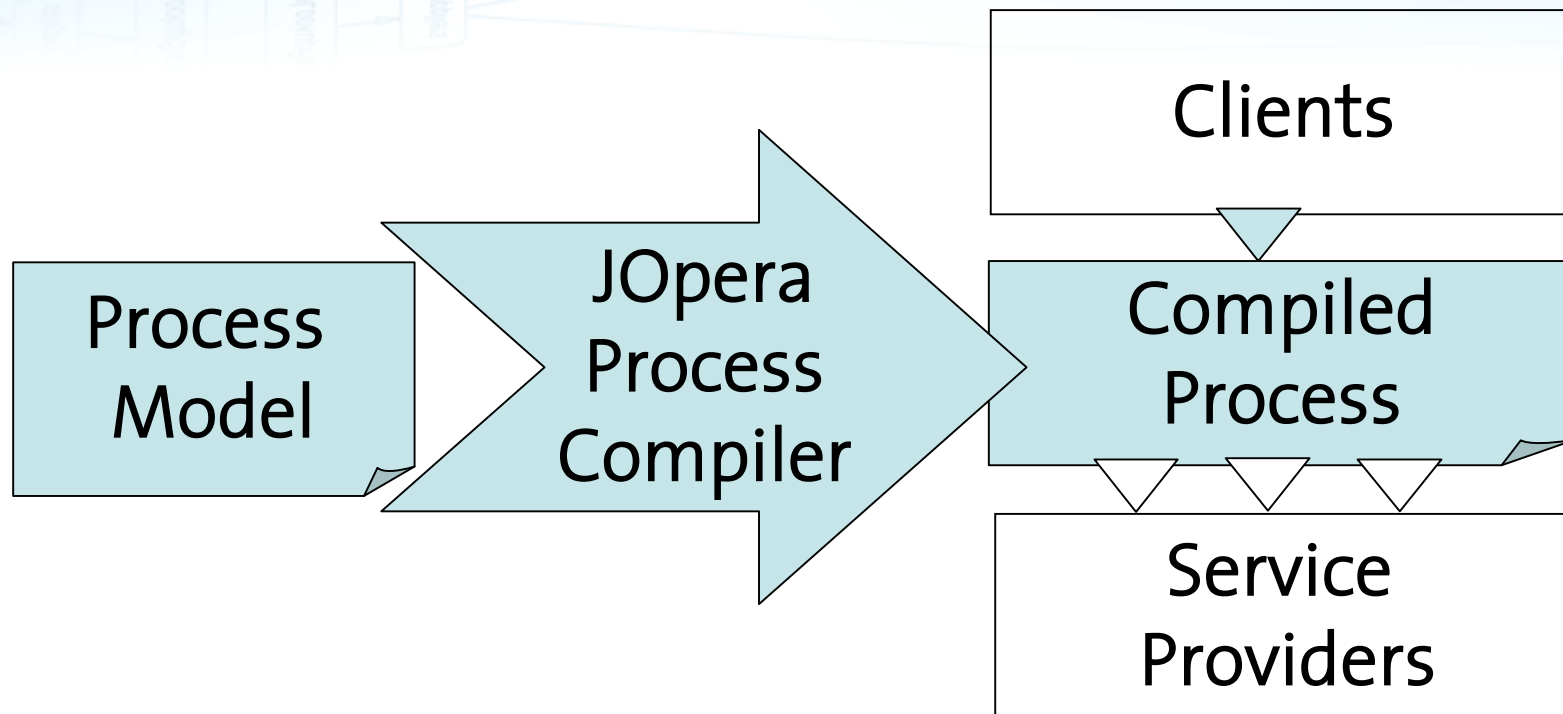 Process
Model
JOpera
Process
Compiler
Clients
Compiled
Process
Service
Providers